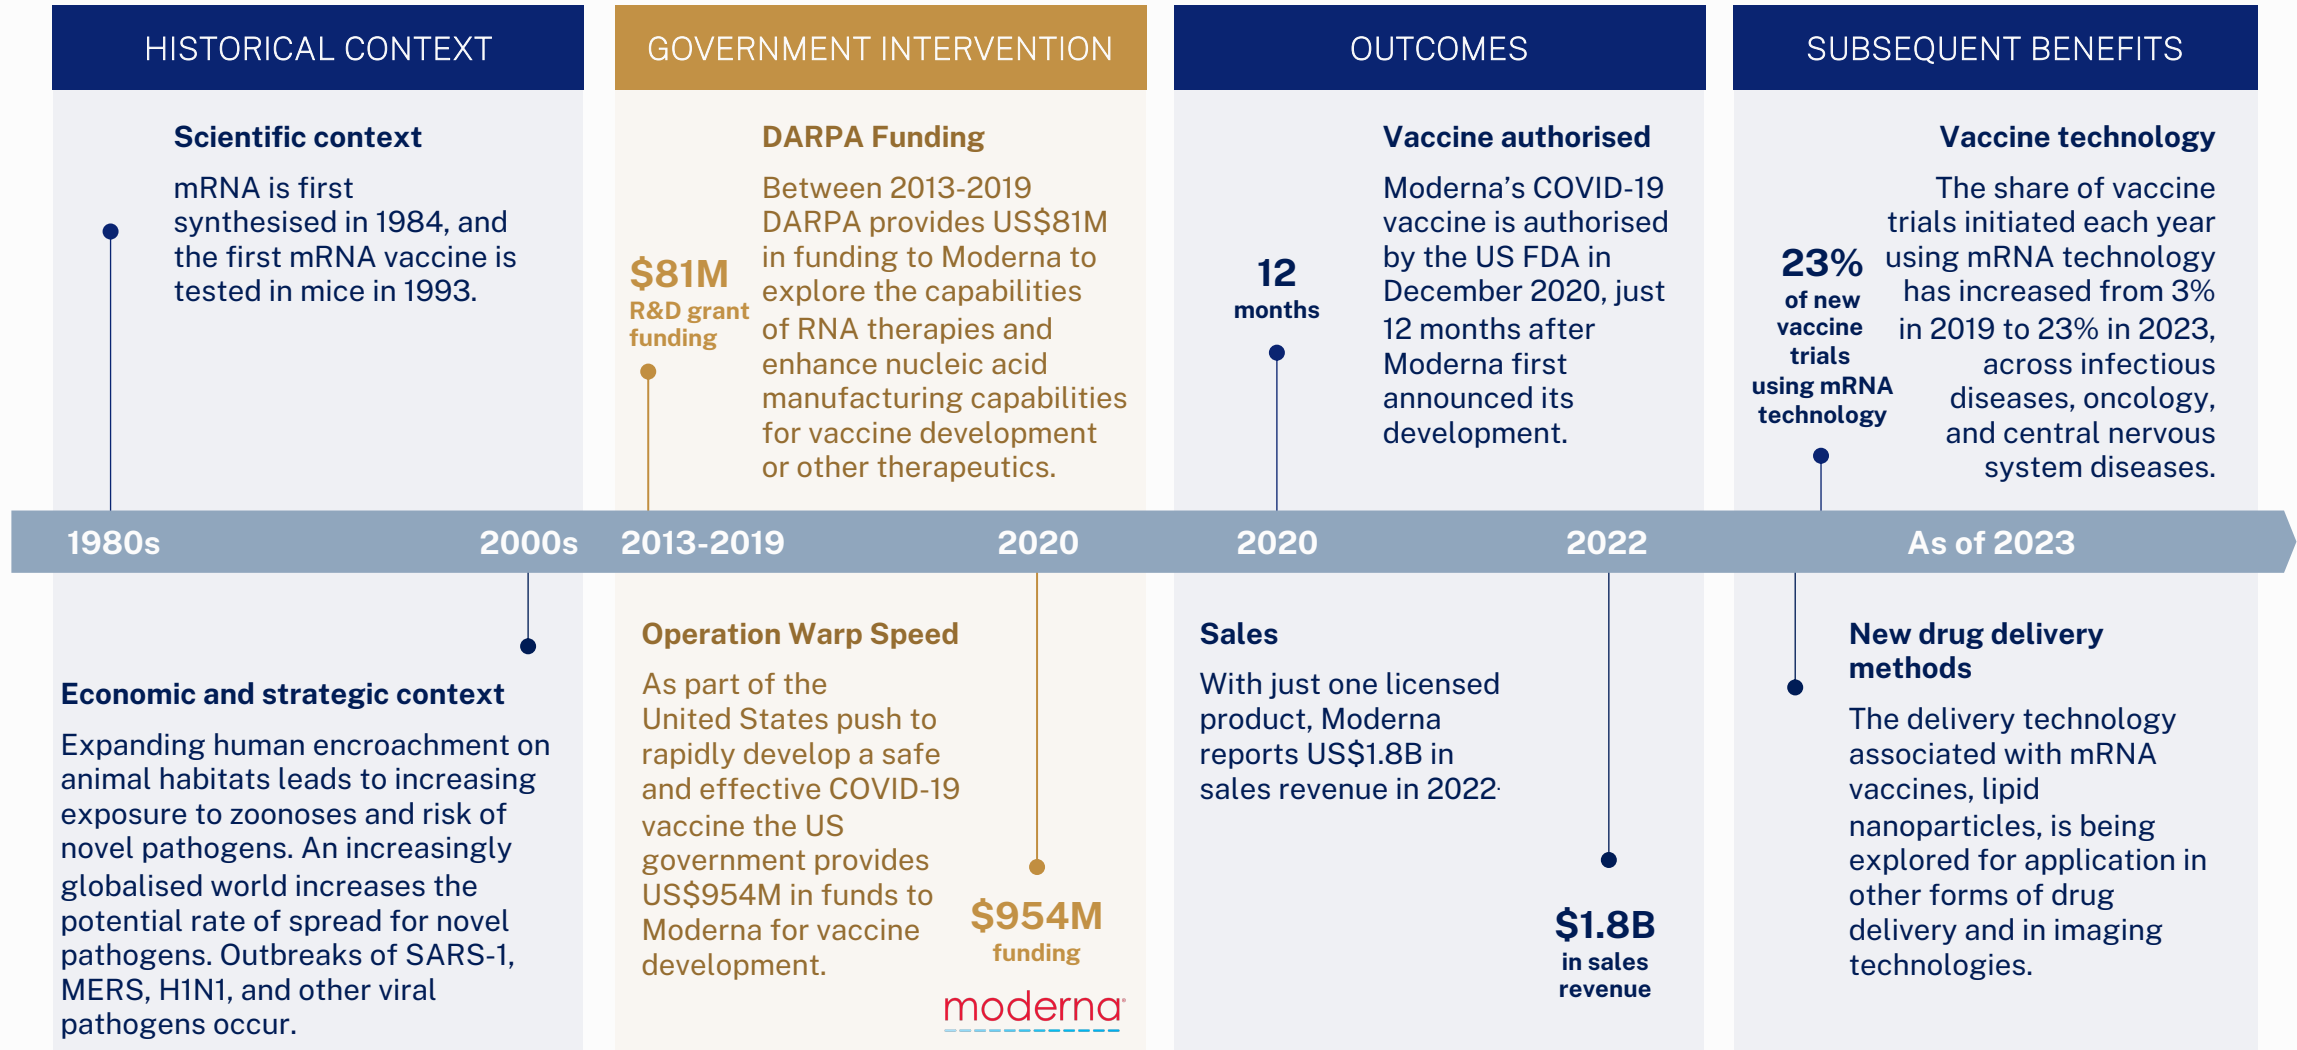 HISTORICAL CONTEXT
Scientific context
mRNA is first
synthesised in 1984, and
the first mRNA vaccine is
tested in mice in 1993.
1980s
2000s
Economic and strategic context
Expanding human encroachment on
animal habitats leads to increasing
exposure to zoonoses and risk of
novel pathogens. An increasingly
globalised world increases the
potential rate of spread for novel
pathogens. Outbreaks of SARS-1,
MERS, H1N1, and other viral
pathogens occur.
GOVERNMENT INTERVENTION
$81M
R&D grant
funding
DARPA Funding
Between 2013-2019
DARPA provides US$81M
in funding to Moderna to
explore the capabilities
of RNA therapies and
enhance nucleic acid
manufacturing capabilities
for vaccine development
or other therapeutics.
2013-2019
2020
Operation Warp Speed
As part of the
United States push to
rapidly develop a safe
and effective COVID-19
vaccine the US
government provides
US$954M in funds to
Moderna for vaccine
development.
$954M
funding
moderna
OUTCOMES
12
months
Vaccine authorised
Moderna’s COVID-19
vaccine is authorised
by the US FDA in
December 2020, just
12 months after
Moderna first
announced its
development.
2020
2022
Sales
With just one licensed
product, Moderna
reports US$1.8B in
sales revenue in 2022.
$1.8B
in sales
revenue
SUBSEQUENT BENEFITS
23%
of new
vaccine
trials
using mRNA
technology
Vaccine technology
The share of vaccine
trials initiated each year
using mRNA technology
has increased from 3%
in 2019 to 23% in 2023,
across infectious
diseases, oncology,
and central nervous
system diseases.
As of 2023
New drug delivery
methods
The delivery technology
associated with mRNA
vaccines, lipid
nanoparticles, is being
explored for application in
other forms of drug
delivery and in imaging
technologies.